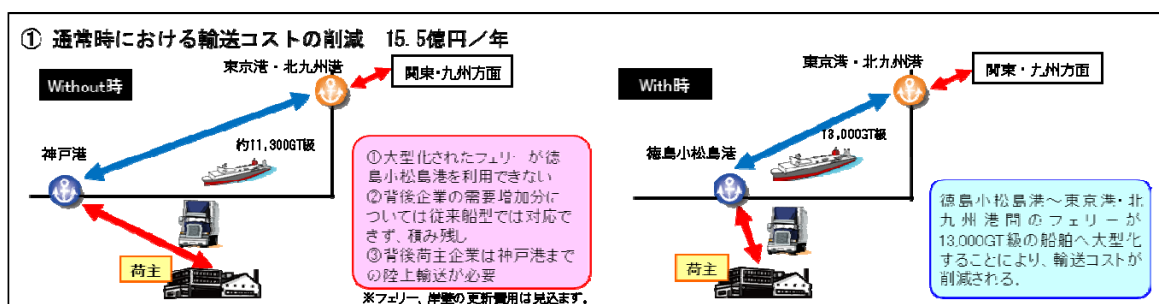 ① 通常時における輸送コストの削減 15.5億円／年
東京港・北九州港
関東・九州方面
Without時
神戸港
約11,300GT級
①大型化されたフェリーが徳
島小松島港を利用できない
②背後企業の需要増加分に
ついては従来船型では対応で
きず、積み残し
③背後荷主企業は神戸港まで
の陸上輸送が必要
荷主
※フェリー、岸壁の更新費用は見込まず。
東京港・北九州港
関東・九州方面
With時
13,000GT級
徳島小松島港
荷主
徳島小松島港～東京港・北
九州港間のフェリーが
13,000GT級の船舶へ大型化
することにより、輸送コストが
削減される.